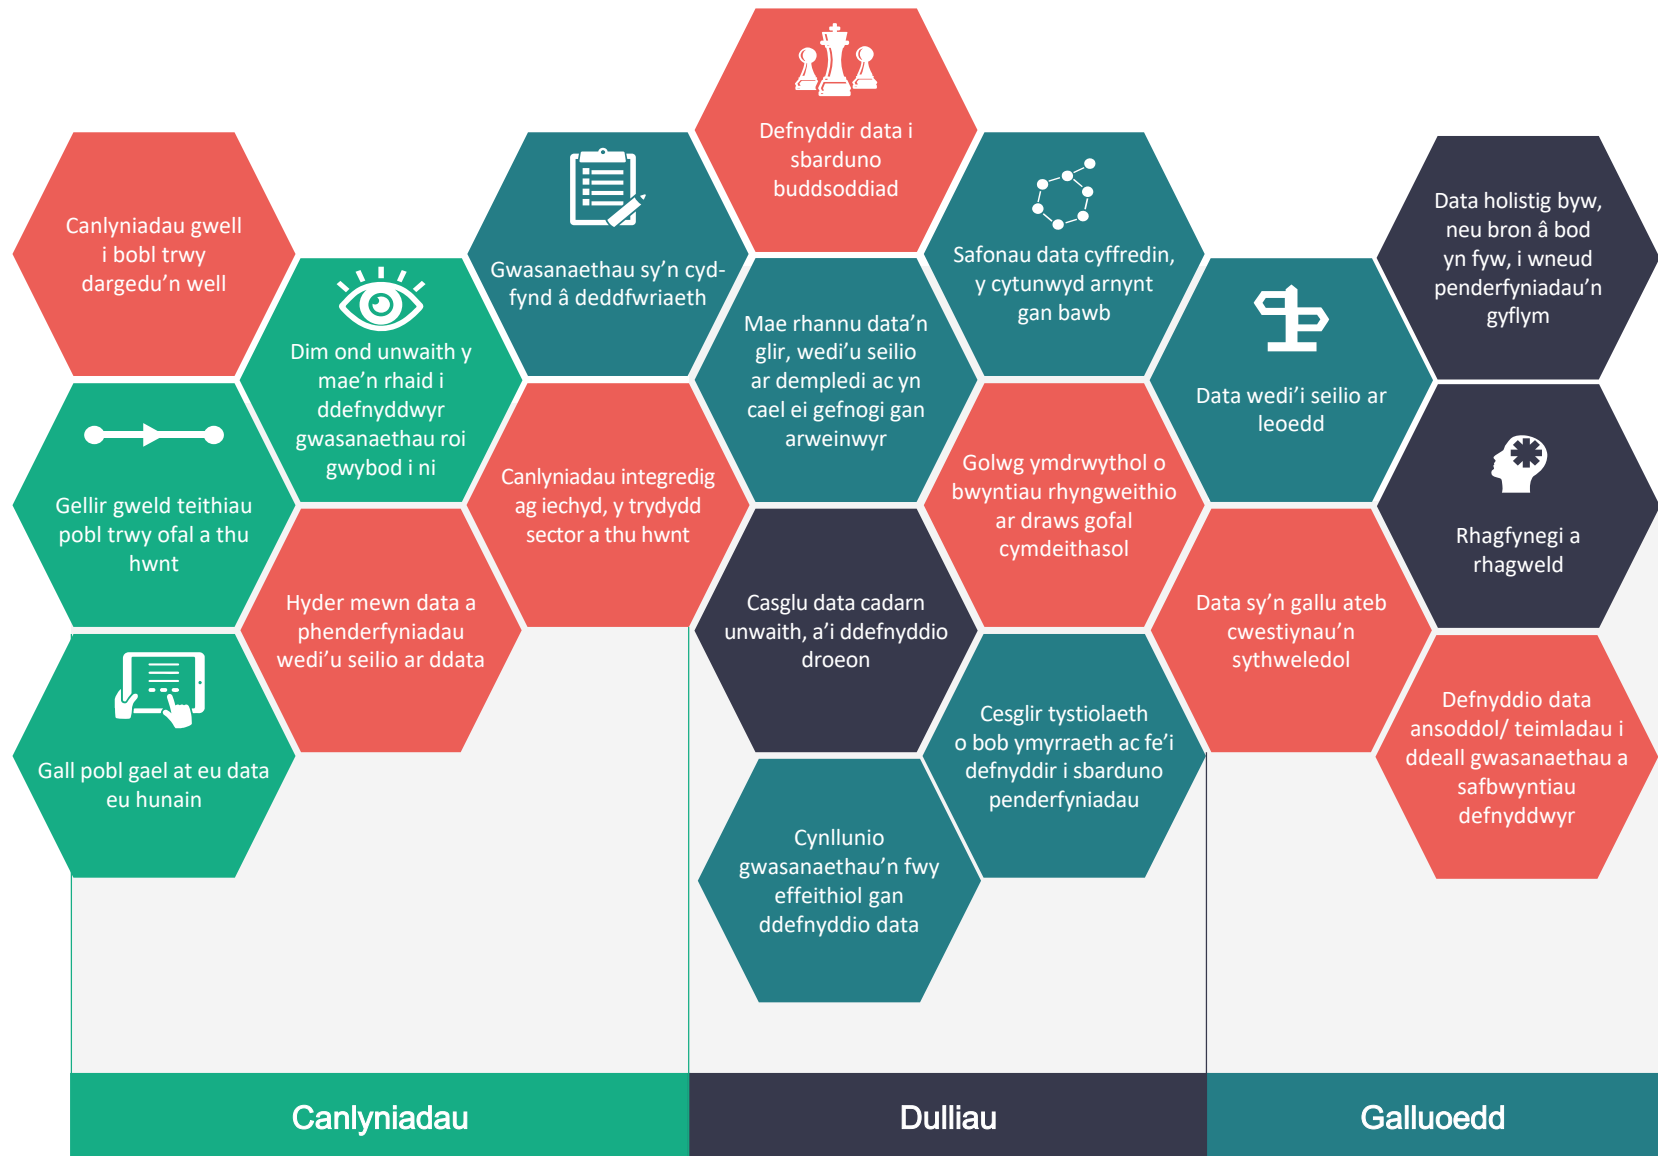 Canlyniadau gwell
i bobl trwy
dargedu’n well
Gellir gweld teithiau
pobl trwy ofal a thu
hwnt
Gall pobl gael at eu data
eu hunain
Dim ond unwaith y
mae’n rhaid i
ddefnyddwyr
gwasanaethau roi
gwybod i ni
Hyder mewn data a
phenderfyniadau
wedi’u seilio ar ddata
Gwasanaethau sy’n cyd-
fynd â deddfwriaeth
Canlyniadau integredig
ag iechyd, y trydydd
sector a thu hwnt
Defnyddir data i
sbarduno
buddsoddiad
Mae rhannu data’n
glir, wedi’u seilio
ar dempledi ac yn
cael ei gefnogi gan
arweinwyr
Casglu data cadarn
unwaith, a’i ddefnyddio
droeon
Cynllunio
gwasanaethau’n fwy
effeithiol gan
ddefnyddio data
Safonau data cyffredin,
y cytunwyd arnynt
gan bawb
Golwg ymdrwythol o
bwyntiau rhyngweithio
ar draws gofal
cymdeithasol
Cesglir tystiolaeth
o bob ymyrraeth ac fe’i
defnyddir i sbarduno
penderfyniadau
Data wedi’i seilio ar
leoedd
Data sy’n gallu ateb
cwestiynau’n
sythweledol
Data holistig byw,
neu bron â bod
yn fyw, i wneud
penderfyniadau’n
gyflym
Rhagfynegi a
rhagweld
Defnyddio data
ansoddol/ teimladau i
ddeall gwasanaethau a
safbwyntiau
defnyddwyr
Canlyniadau
Dulliau
Galluoedd